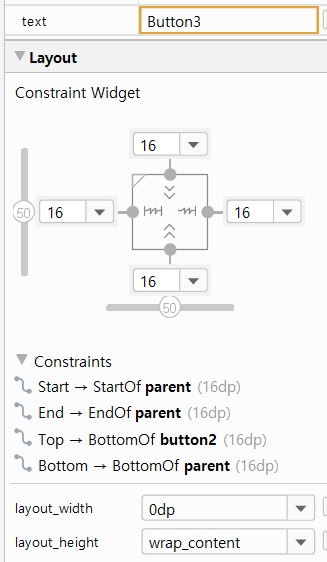 text Button3
Layout
Constraint Widget
16
50 16 16
16
50
Constraints
Start → StartOf parent (16dp)
End → EndOf parent (16dp)
Top → BottomOf button2 (16dp)
Bottom → BottomOf parent (16dp)
layout_width 0dp
layout_height wrap_content